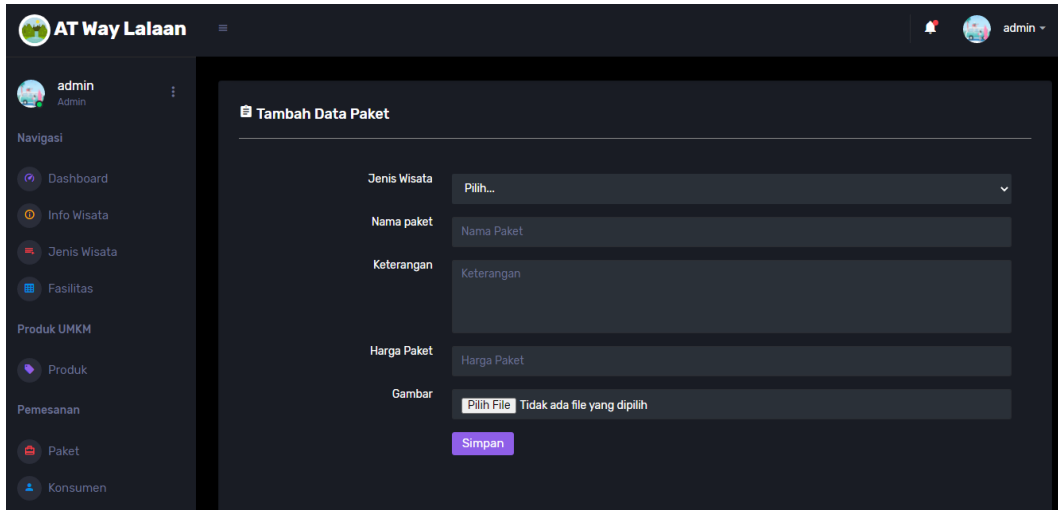 AT Way Lalaan
admin
admin
Admin
Navigasi
Dashboard
Info Wisata
Jenis Wisata
Fasilitas
Produk UMKM
Produk
Pemesanan
Paket
Konsumen
Tambah Data Paket
Jenis Wisata
Pilih...
Nama paket
Nama Paket
Keterangan
Keterangan
Harga Paket
Harga Paket
Gambar
Pilih File Tidak ada file yang dipilih
Simpan